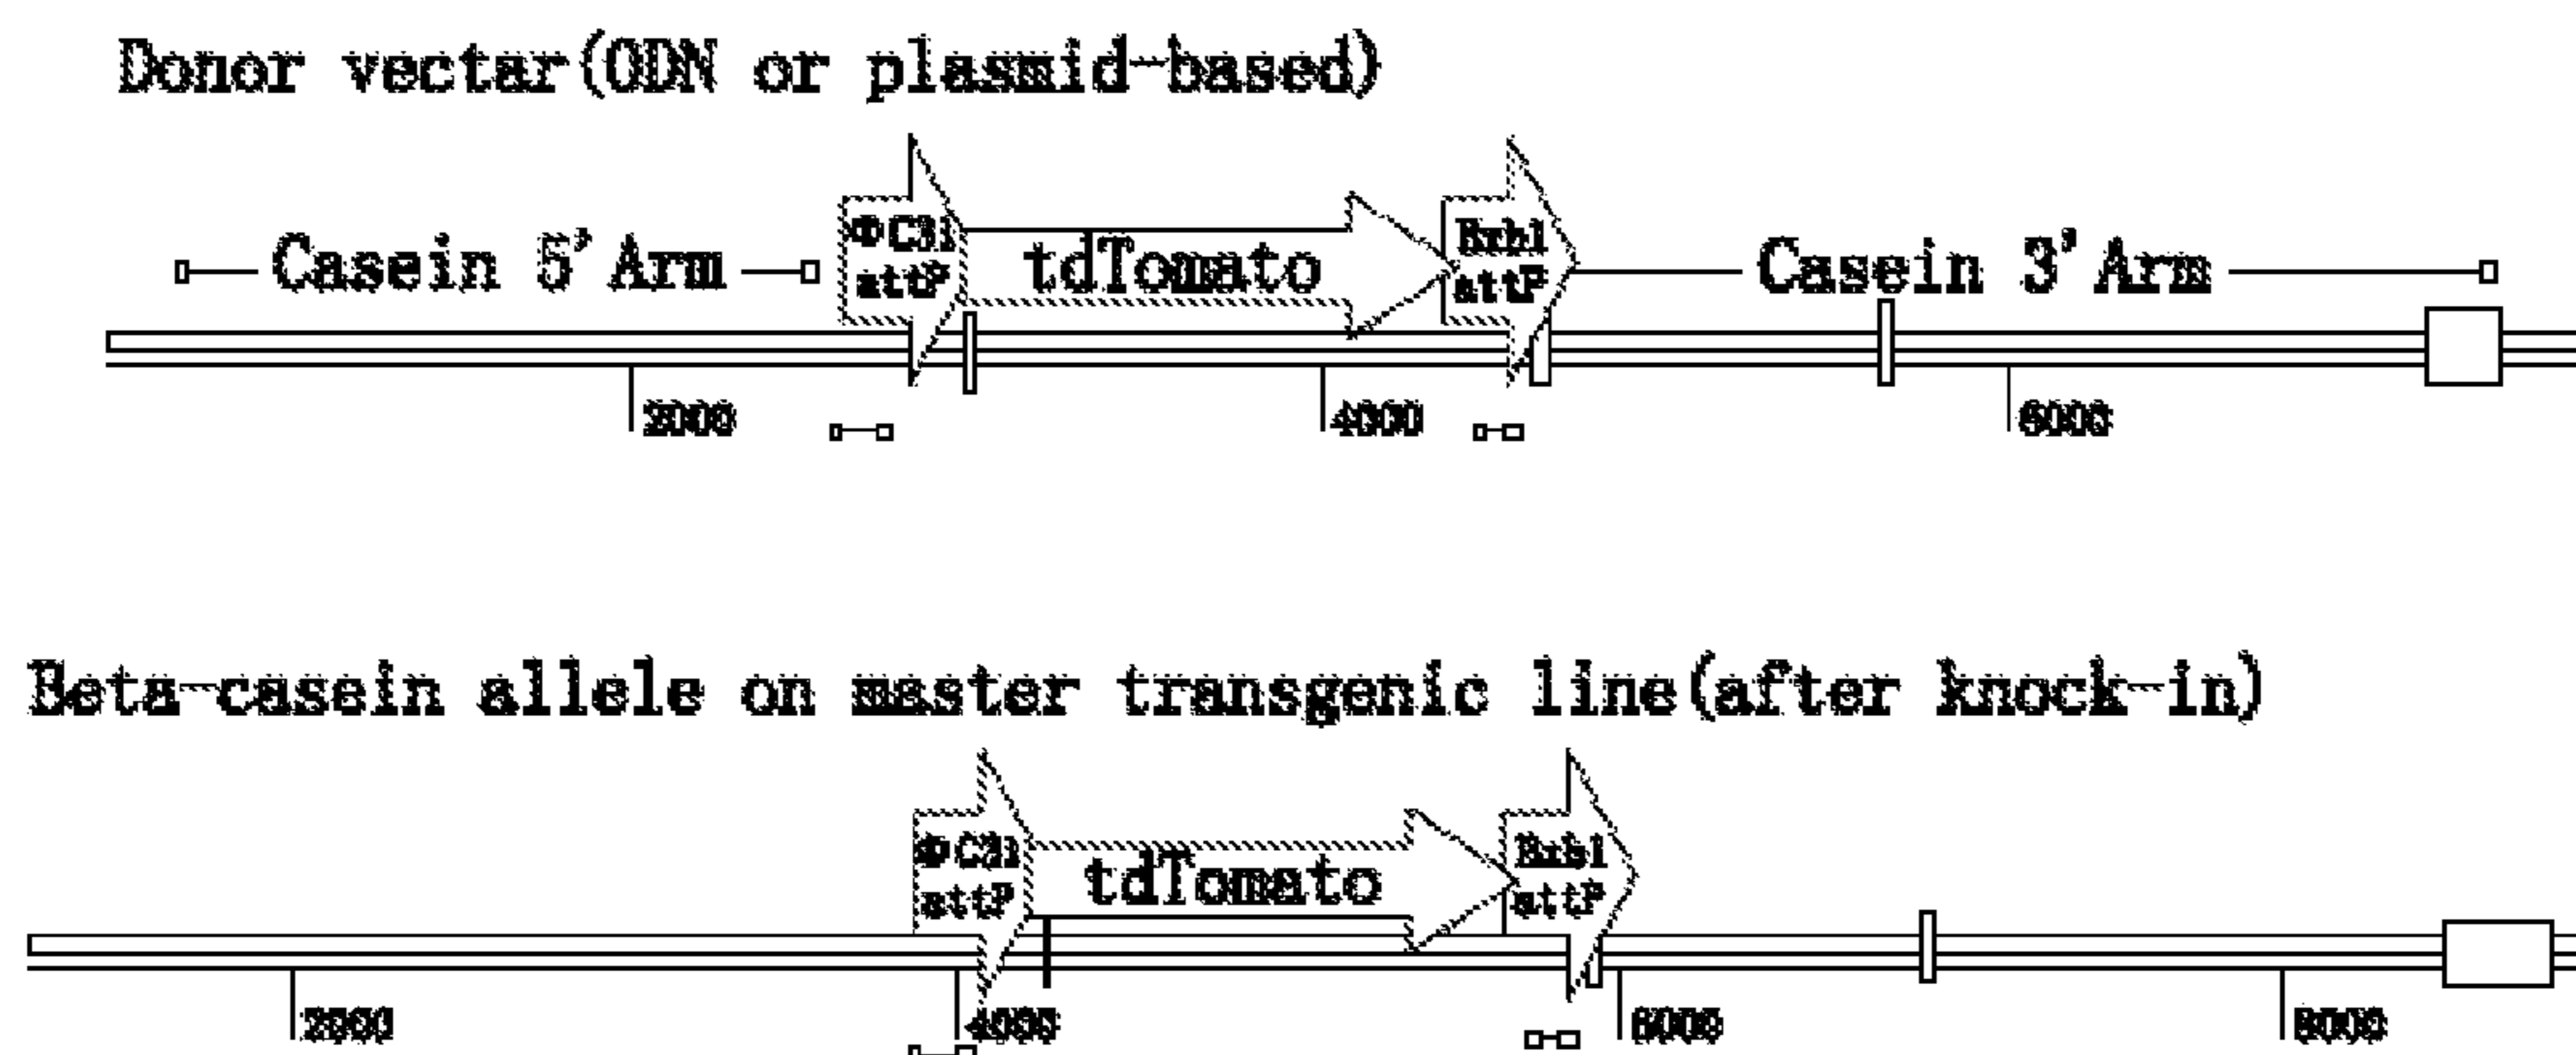 Donor vectar(ODN or plasmid-based)
ΦC31 attP
tdTomato
Bxb1 attP
Casein 5'Arm
Casein 3'Arm
2000
4000
6000
Beta-casein allele on master transgenic line(after knock-in)
ΦC31 attP
tdTomato
Bxb1 attP
2000
4000
6000
8000